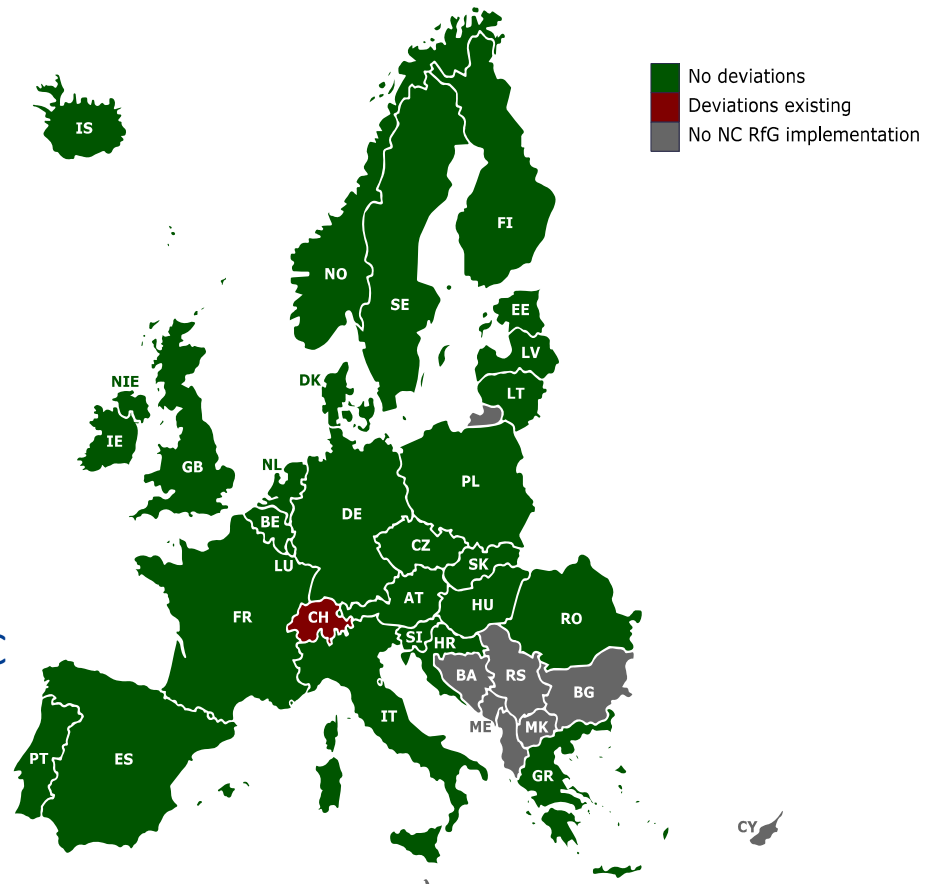 No deviations
Deviations existing
No NC RfG implementation
IS
FI
NO
SE
EE
LV
DK
NIE
LT
IE
GB
NL
PL
DE
BE
CZ
LU
SK
AT
HU
FR
CH
RO
SI
HR
BA
RS
BG
IT
ME
MK
PT
ES
GR
CY